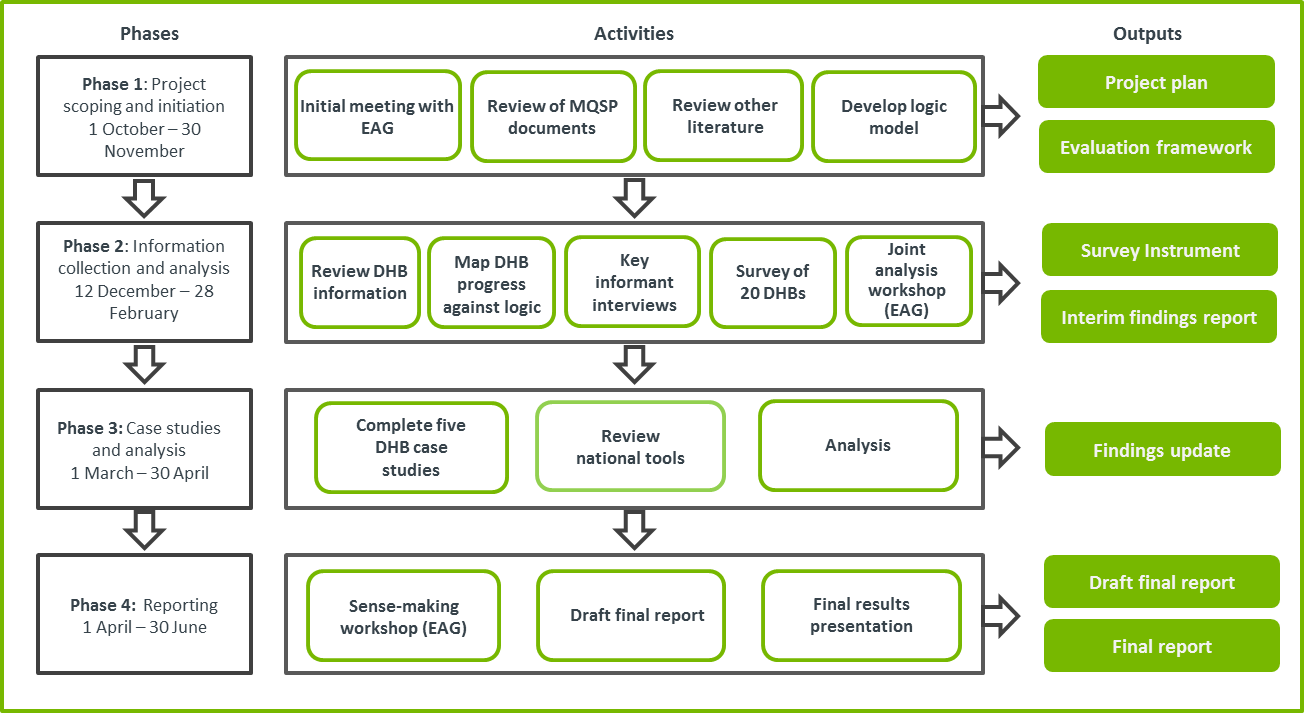 Phases
Activities
Outputs
Phase 1: Project
scoping and initiation
1 October – 30
November
Initial meeting with
EAG
Review of MQSP
documents
Review other
literature
Develop logic
model
Project plan
Evaluation framework
Phase 2: Information
collection and analysis
12 December – 28
February
Review DHB
information
Map DHB
progress
against logic
Key
informant
interviews
Survey of
20 DHBs
Joint
analysis
workshop
(EAG)
Survey Instrument
Interim findings report
Phase 3: Case studies
and analysis
1 March – 30 April
Complete five
DHB case
studies
Review
national tools
Analysis
Findings update
Phase 4: Reporting
1 April – 30 June
Sense-making
workshop (EAG)
Draft final report
Final results
presentation
Draft final report
Final report